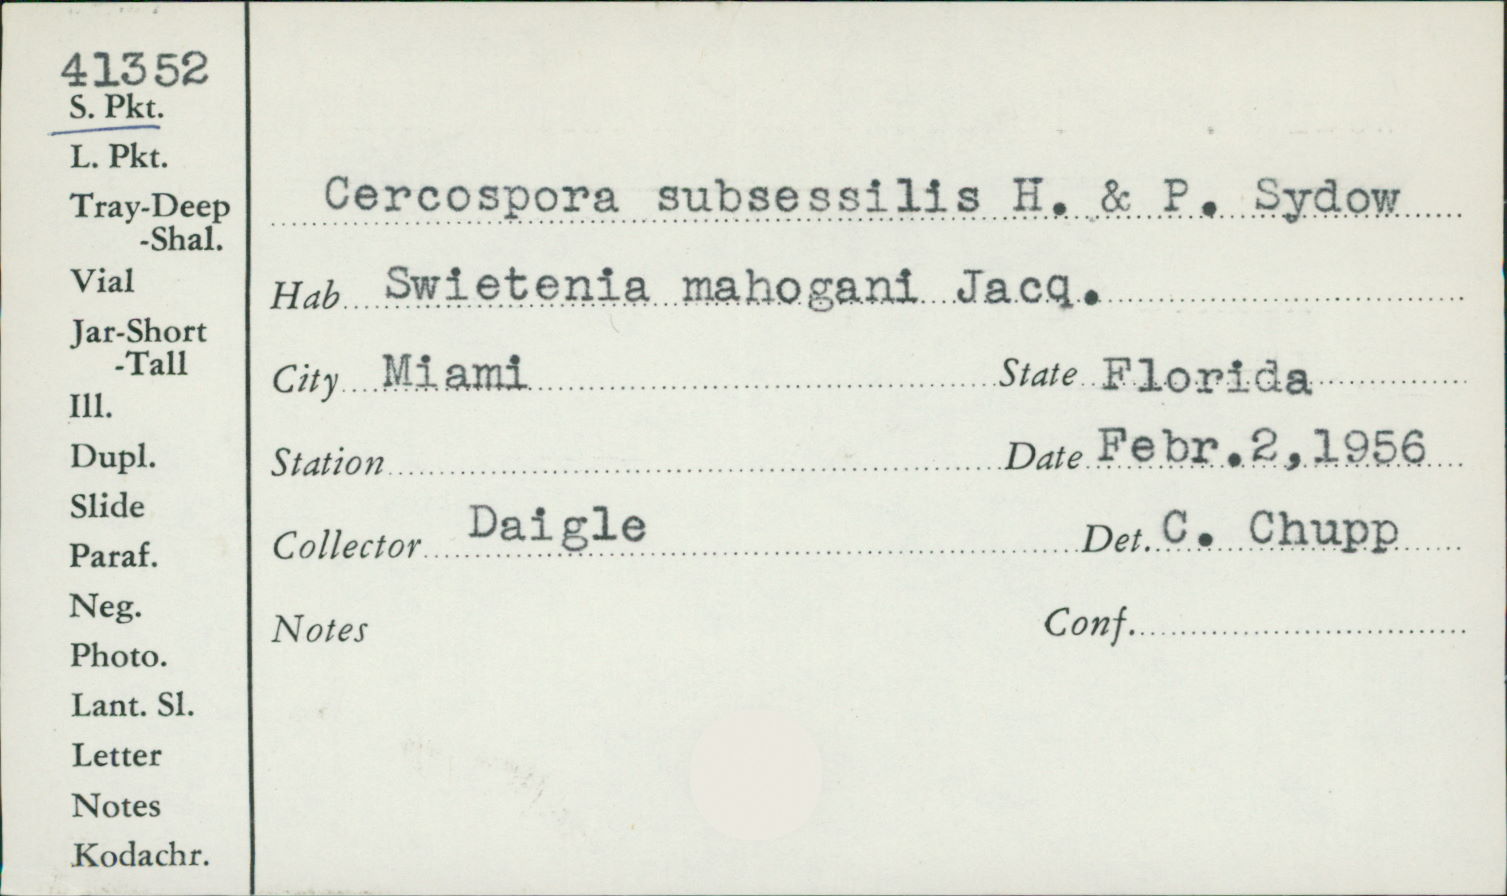 41352
S. Pkt.
L. Pkt.
Tray-Deep
-Shal.
Vial
Jar-Short
-Tall
Ill.
Dupl.
Slide
Paraf.
Neg.
Photo.
Lant. Sl.
Letter
Notes
Kodachr.
Cercospora subsessilis H. & P. Sydow
Hab Swietenia mahogani Jacq.
City Miami State Florida
Station Date Febr.2,1956
Collector Daigle Det. C. Chupp
Notes Conf.